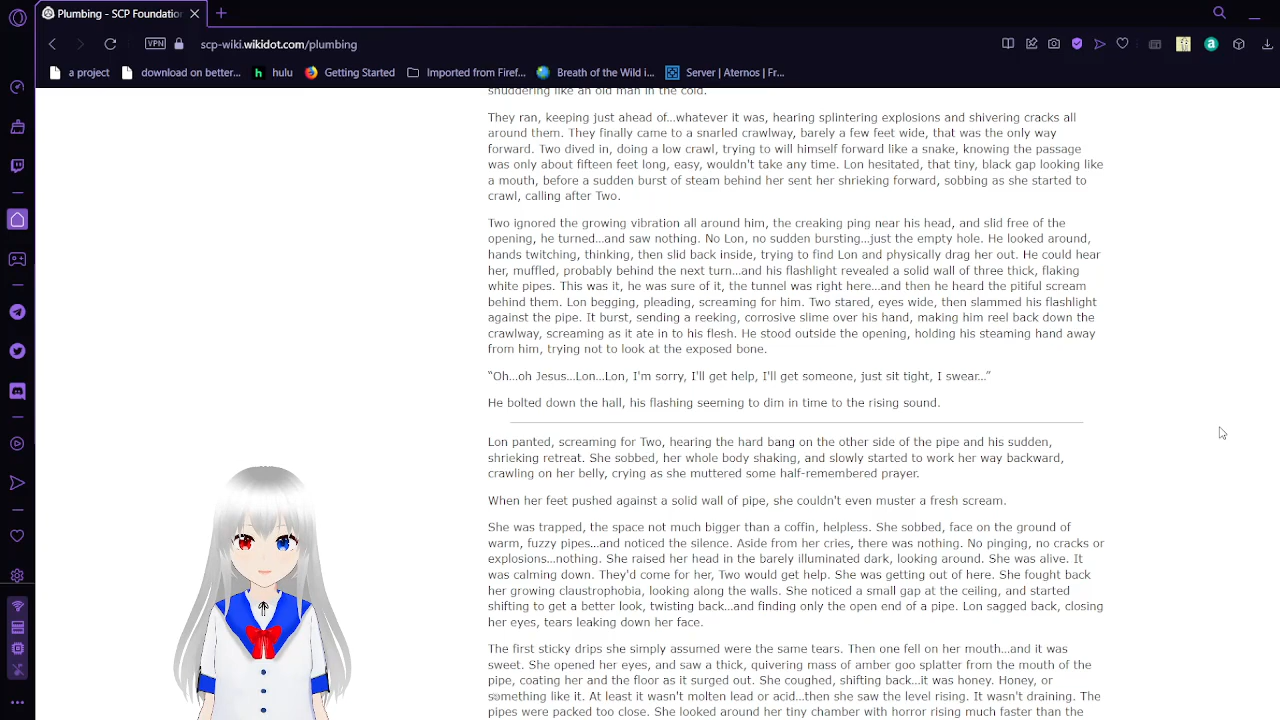 Plumbing - SCP Foundation
VPN
scp-wiki.wikidot.com/plumbing
a project
download on better...
hulu
Getting Started
Imported from Firef...
Breath of the Wild i...
Server | Aternos | Fr...
shuddering like an old man in the cold.
They ran, keeping just ahead of…whatever it was, hearing splintering explosions and shivering cracks all
around them. They finally came to a snarled crawlway, barely a few feet wide, that was the only way
forward. Two dived in, doing a low crawl, trying to will himself forward like a snake, knowing the passage
was only about fifteen feet long, easy, wouldn't take any time. Lon hesitated, that tiny, black gap looking like
a mouth, before a sudden burst of steam behind her sent her shrieking forward, sobbing as she started to
crawl, calling after Two.
Two ignored the growing vibration all around him, the creaking ping near his head, and slid free of the
opening, he turned…and saw nothing. No Lon, no sudden bursting…just the empty hole. He looked around,
hands twitching, thinking, then slid back inside, trying to find Lon and physically drag her out. He could hear
her, muffled, probably behind the next turn…and his flashlight revealed a solid wall of three thick, flaking
white pipes. This was it, he was sure of it, the tunnel was right here…and then he heard the pitiful scream
behind them. Lon begging, pleading, screaming for him. Two stared, eyes wide, then slammed his flashlight
against the pipe. It burst, sending a reeking, corrosive slime over his hand, making him reel back down the
crawlway, screaming as it ate in to his flesh. He stood outside the opening, holding his steaming hand away
from him, trying not to look at the exposed bone.
“Oh…oh Jesus…Lon…Lon, I'm sorry, I'll get help, I'll get someone, just sit tight, I swear…”
He bolted down the hall, his flashing seeming to dim in time to the rising sound.
Lon panted, screaming for Two, hearing the hard bang on the other side of the pipe and his sudden,
shrieking retreat. She sobbed, her whole body shaking, and slowly started to work her way backward,
crawling on her belly, crying as she muttered some half-remembered prayer.
When her feet pushed against a solid wall of pipe, she couldn't even muster a fresh scream.
She was trapped, the space not much bigger than a coffin, helpless. She sobbed, face on the ground of
warm, fuzzy pipes…and noticed the silence. Aside from her cries, there was nothing. No pinging, no cracks or
explosions…nothing. She raised her head in the barely illuminated dark, looking around. She was alive. It
was calming down. They'd come for her, Two would get help. She was getting out of here. She fought back
her growing claustrophobia, looking along the walls. She noticed a small gap at the ceiling, and started
shifting to get a better look, twisting back…and finding only the open end of a pipe. Lon sagged back, closing
her eyes, tears leaking down her face.
The first sticky drips she simply assumed were the same tears. Then one fell on her mouth…and it was
sweet. She opened her eyes, and saw a thick, quivering mass of amber goo splatter from the mouth of the
pipe, coating her and the floor as it surged out. She coughed, shifting back…it was honey. Honey, or
something like it. At least it wasn't molten lead or acid…then she saw the level rising. It wasn't draining. The
pipes were packed too close. She looked around her tiny chamber with horror rising much faster than the